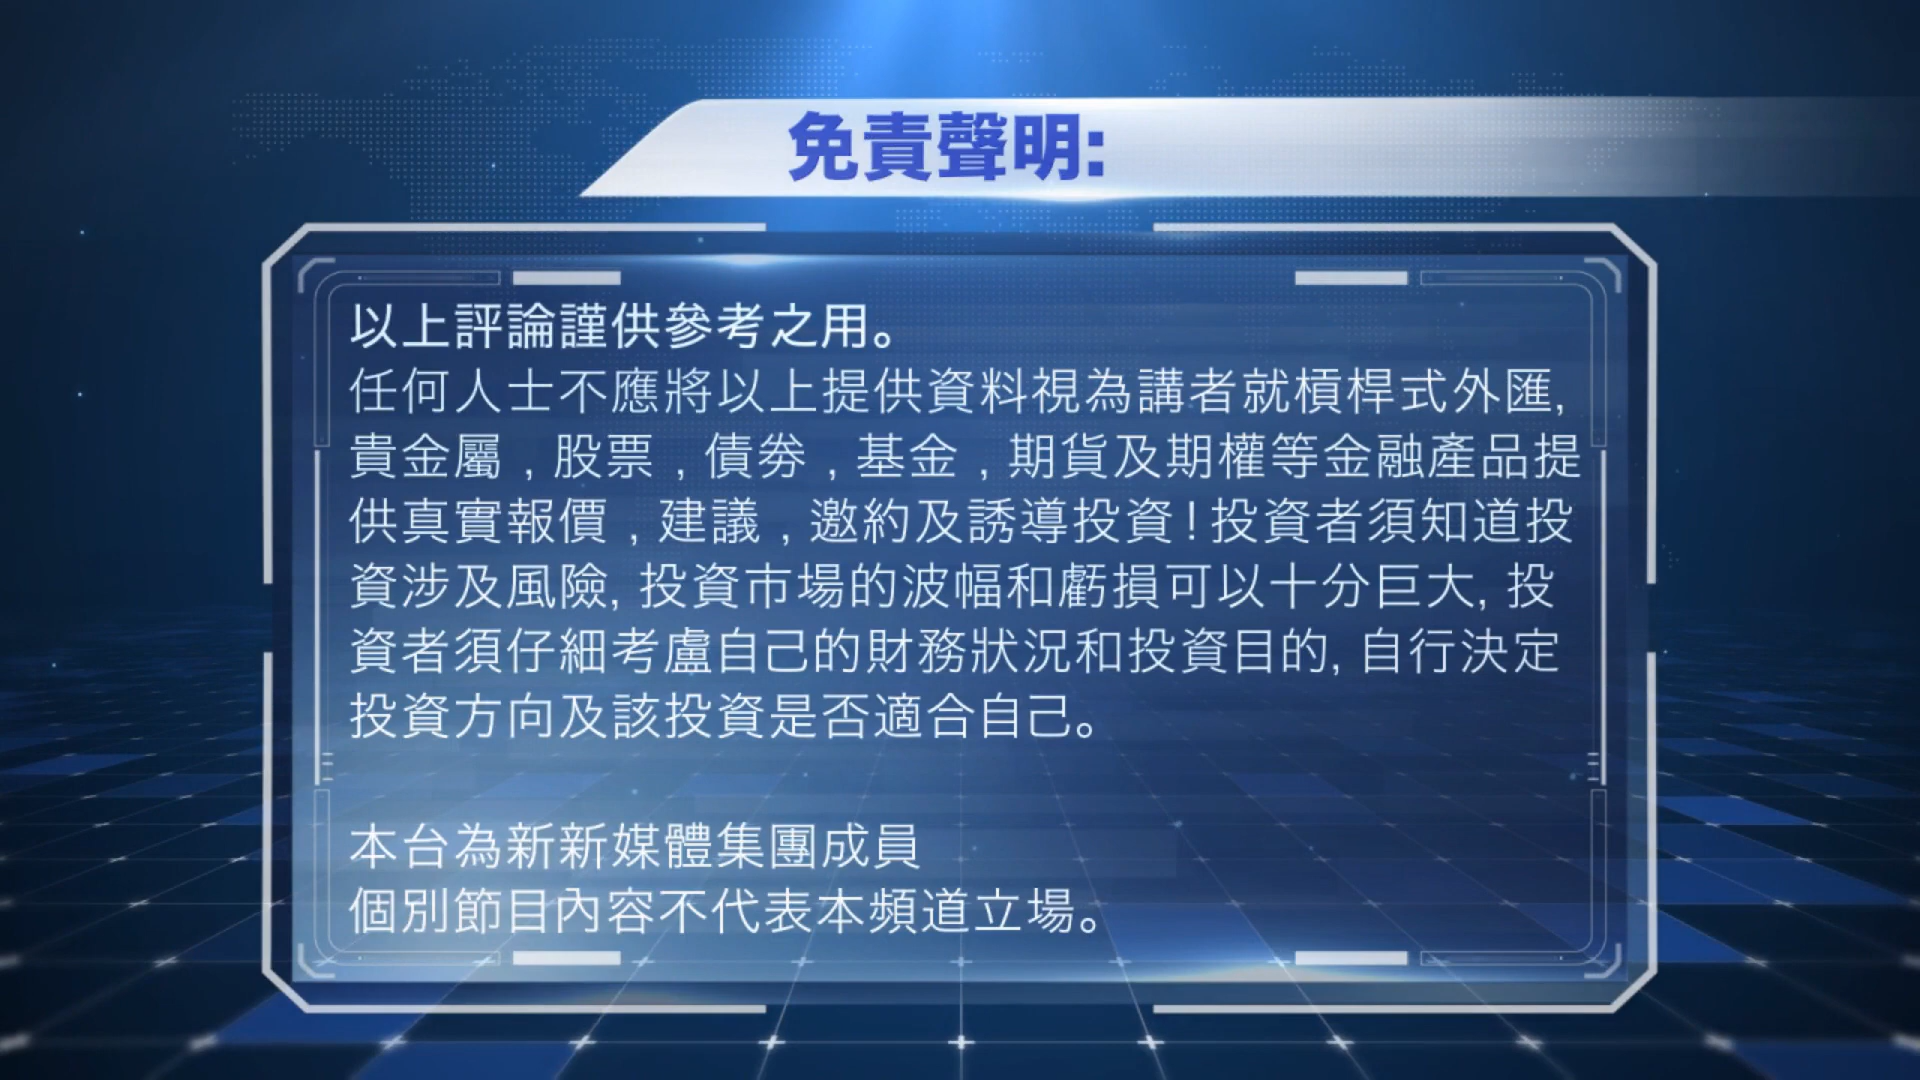 免責聲明:
以上評論謹供參考之用。
任何人士不應將以上提供資料視為講者就槓桿式外匯,
貴金屬，股票，債券，基金，期貨及期權等金融產品提
供真實報價，建議，邀約及誘導投資!投資者須知道投
資涉及風險, 投資市場的波幅和虧損可以十分巨大, 投
資者須仔細考盧自己的財務狀況和投資目的, 自行決定
投資方向及該投資是否適合自己。
本台為新新媒體集團成員
個別節目內容不代表本頻道立場。